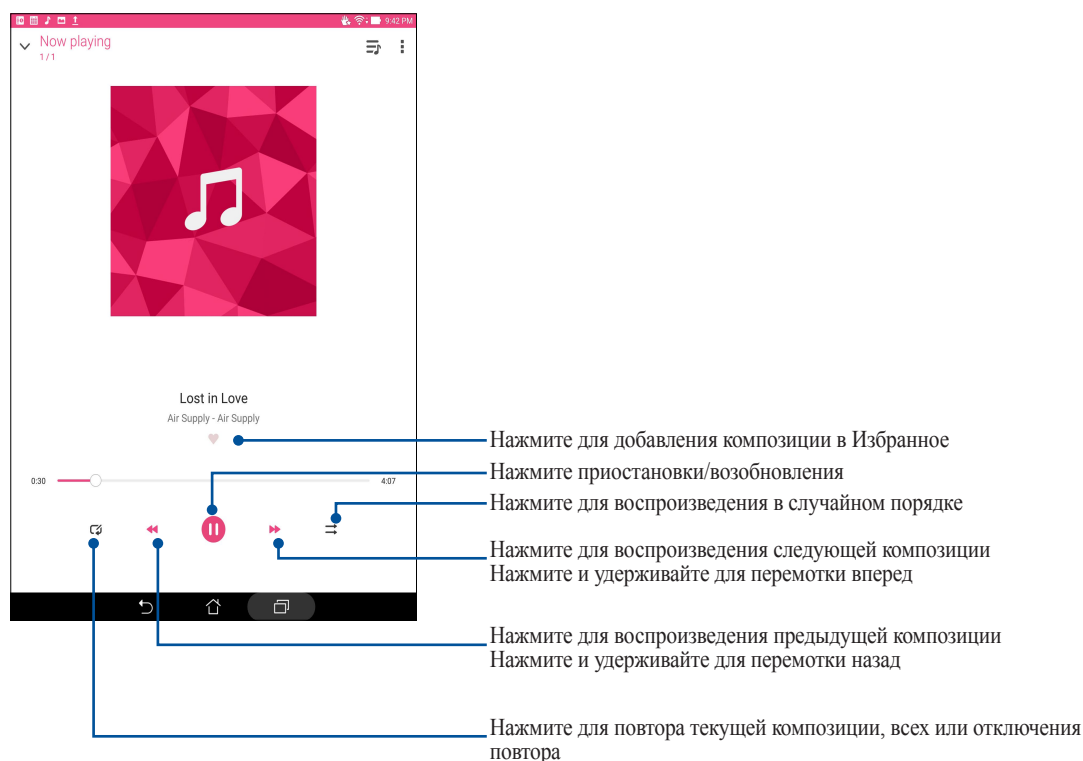 9:42 PM
Now playing
1 / 1
Lost in Love
Air Supply - Air Supply
0:30
4:07
Нажмите для добавления композиции в Избранное
Нажмите приостановки/возобновления
Нажмите для воспроизведения в случайном порядке
Нажмите для воспроизведения следующей композиции
Нажмите и удерживайте для перемотки вперед
Нажмите для воспроизведения предыдущей композиции
Нажмите и удерживайте для перемотки назад
Нажмите для повтора текущей композиции, всех или отключения
повтора